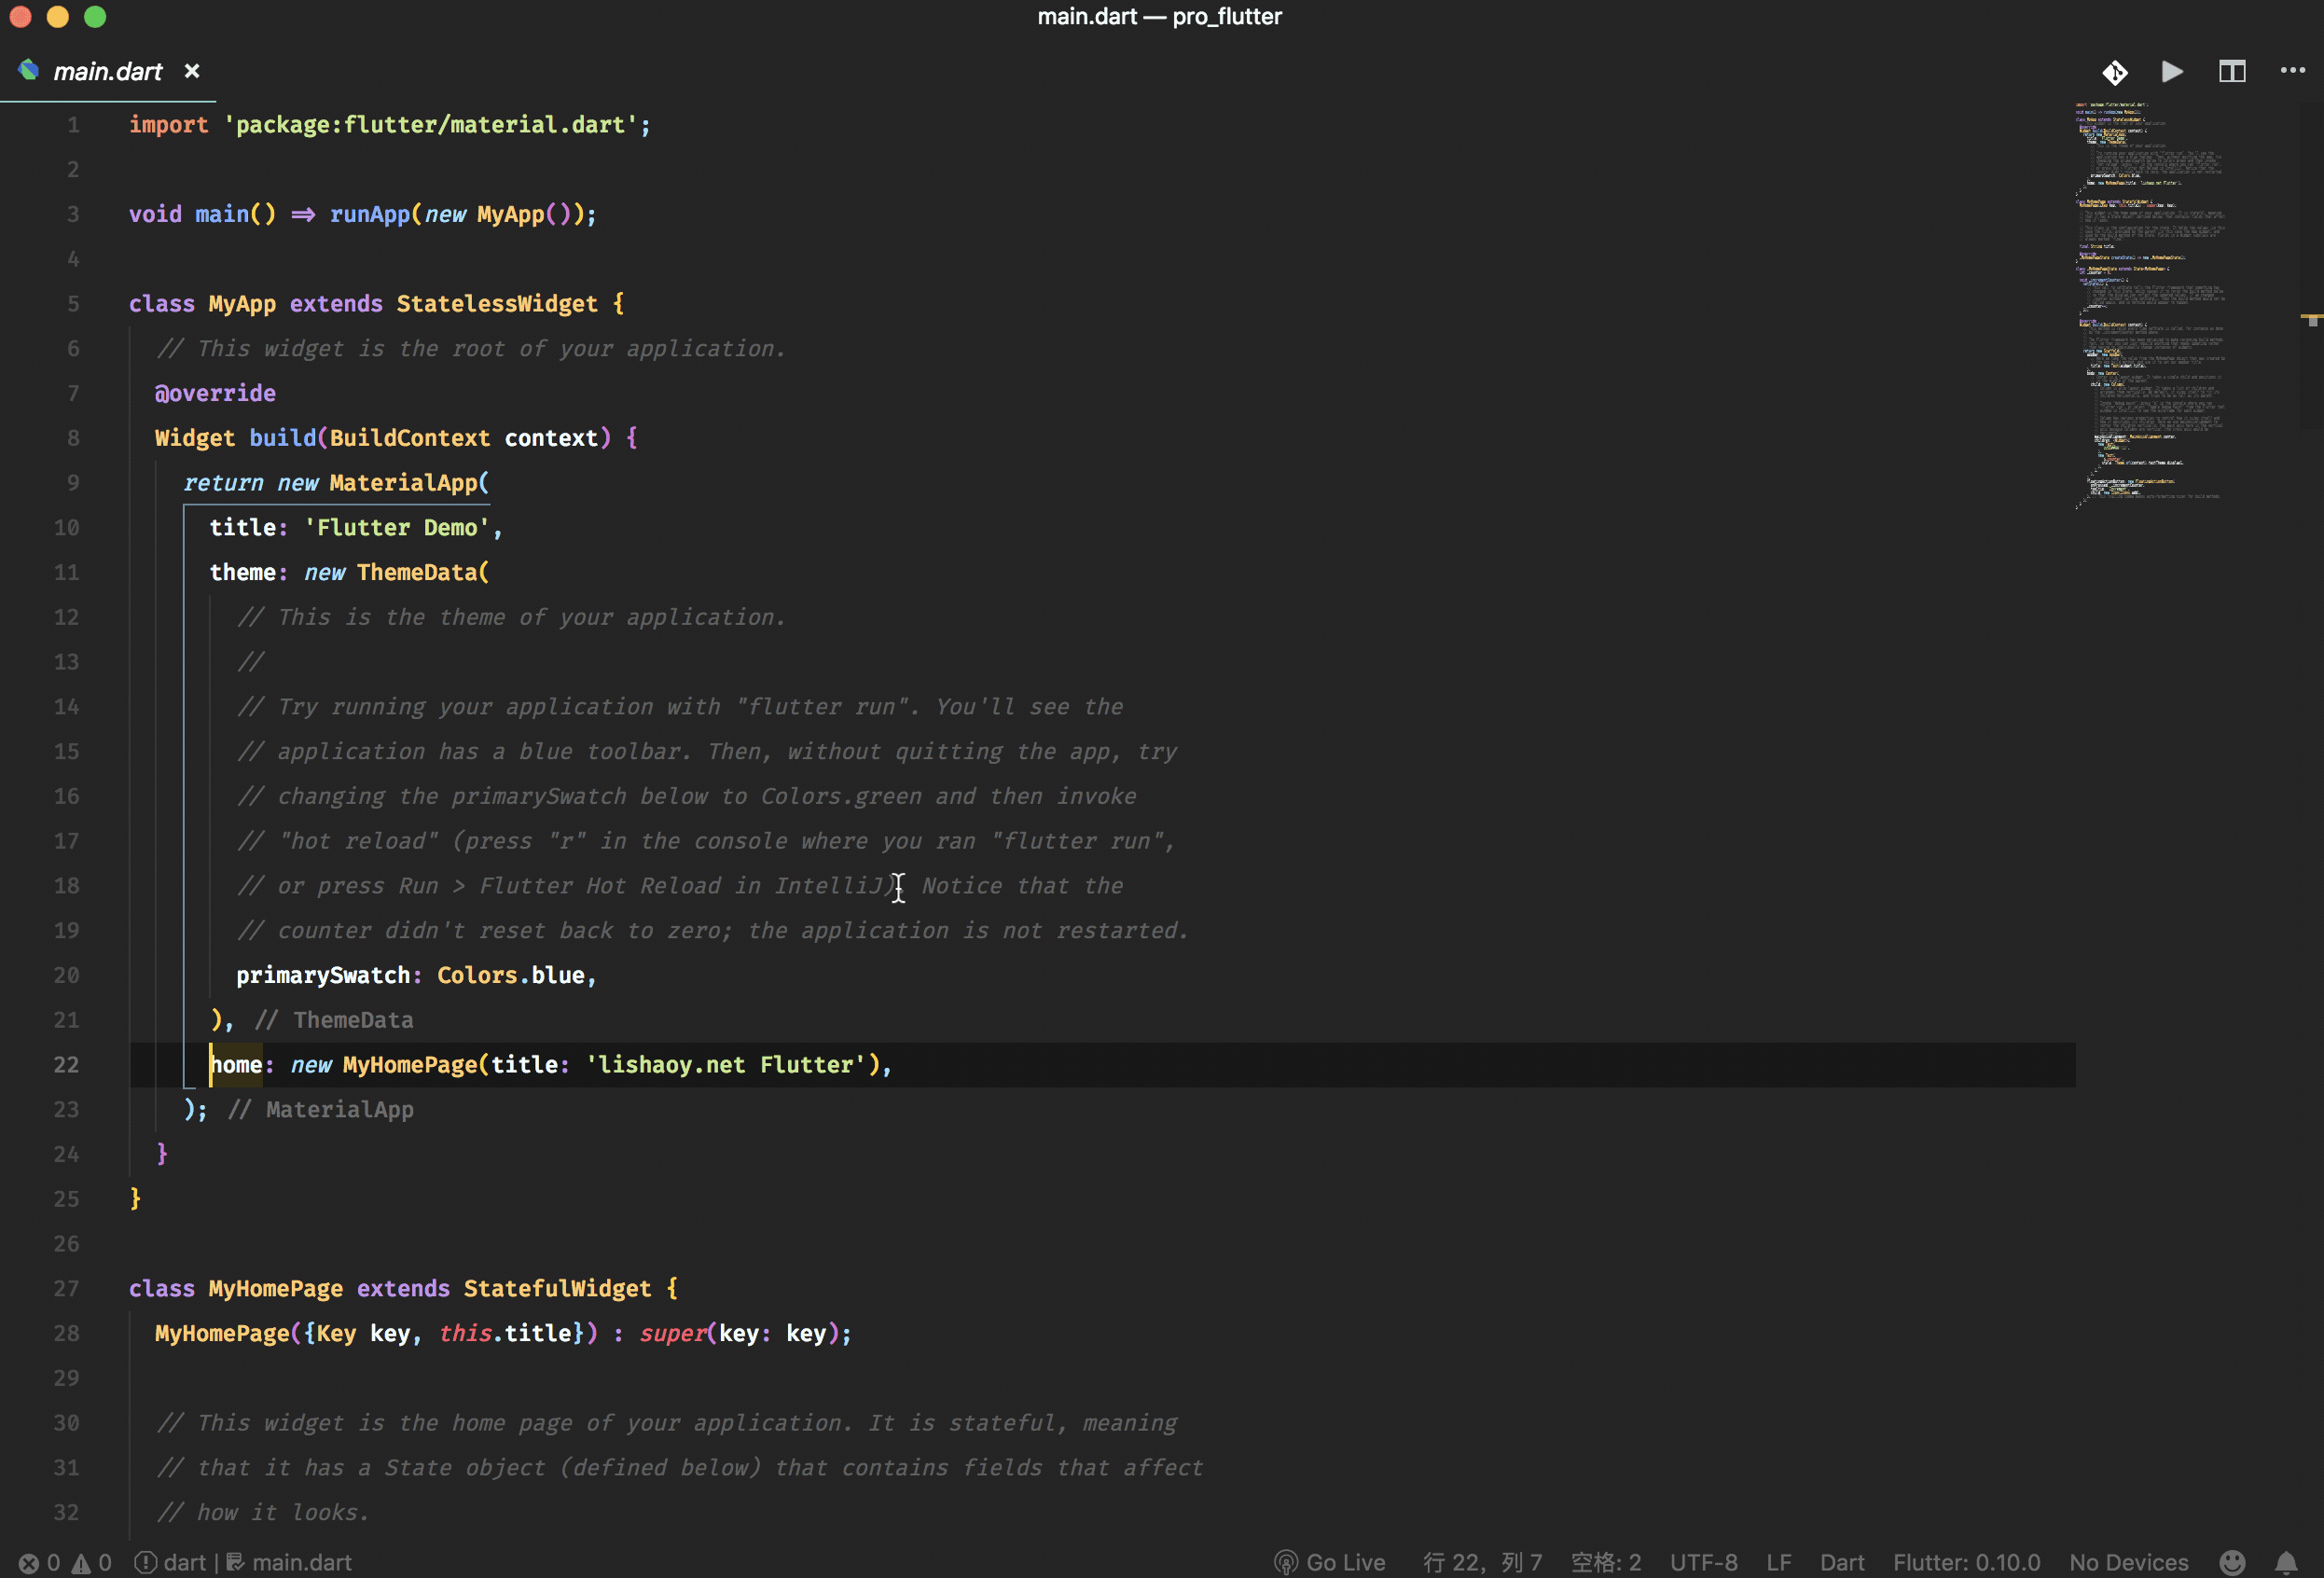 main.dart — pro_flutter
main.dart ×
1 import 'package:flutter/material.dart';
2
3 void main() => runApp(new MyApp());
4
5 class MyApp extends StatelessWidget {
6 // This widget is the root of your application.
7 @override
8 Widget build(BuildContext context) {
9 return new MaterialApp(
10 title: 'Flutter Demo',
11 theme: new ThemeData(
12 // This is the theme of your application.
13 //
14 // Try running your application with "flutter run". You'll see the
15 // application has a blue toolbar. Then, without quitting the app, try
16 // changing the primarySwatch below to Colors.green and then invoke
17 // "hot reload" (press "r" in the console where you ran "flutter run",
18 // or press Run > Flutter Hot Reload in IntelliJ). Notice that the
19 // counter didn't reset back to zero; the application is not restarted.
20 primarySwatch: Colors.blue,
21 ), // ThemeData
22 home: new MyHomePage(title: 'lishaoy.net Flutter'),
23 ); // MaterialApp
24 }
25 }
26
27 class MyHomePage extends StatefulWidget {
28 MyHomePage({Key key, this.title}) : super(key: key);
29
30 // This widget is the home page of your application. It is stateful, meaning
31 // that it has a State object (defined below) that contains fields that affect
32 // how it looks.
0 0 dart | main.dart Go Live 行 22，列 7 空格: 2 UTF-8 LF Dart Flutter: 0.10.0 No Devices